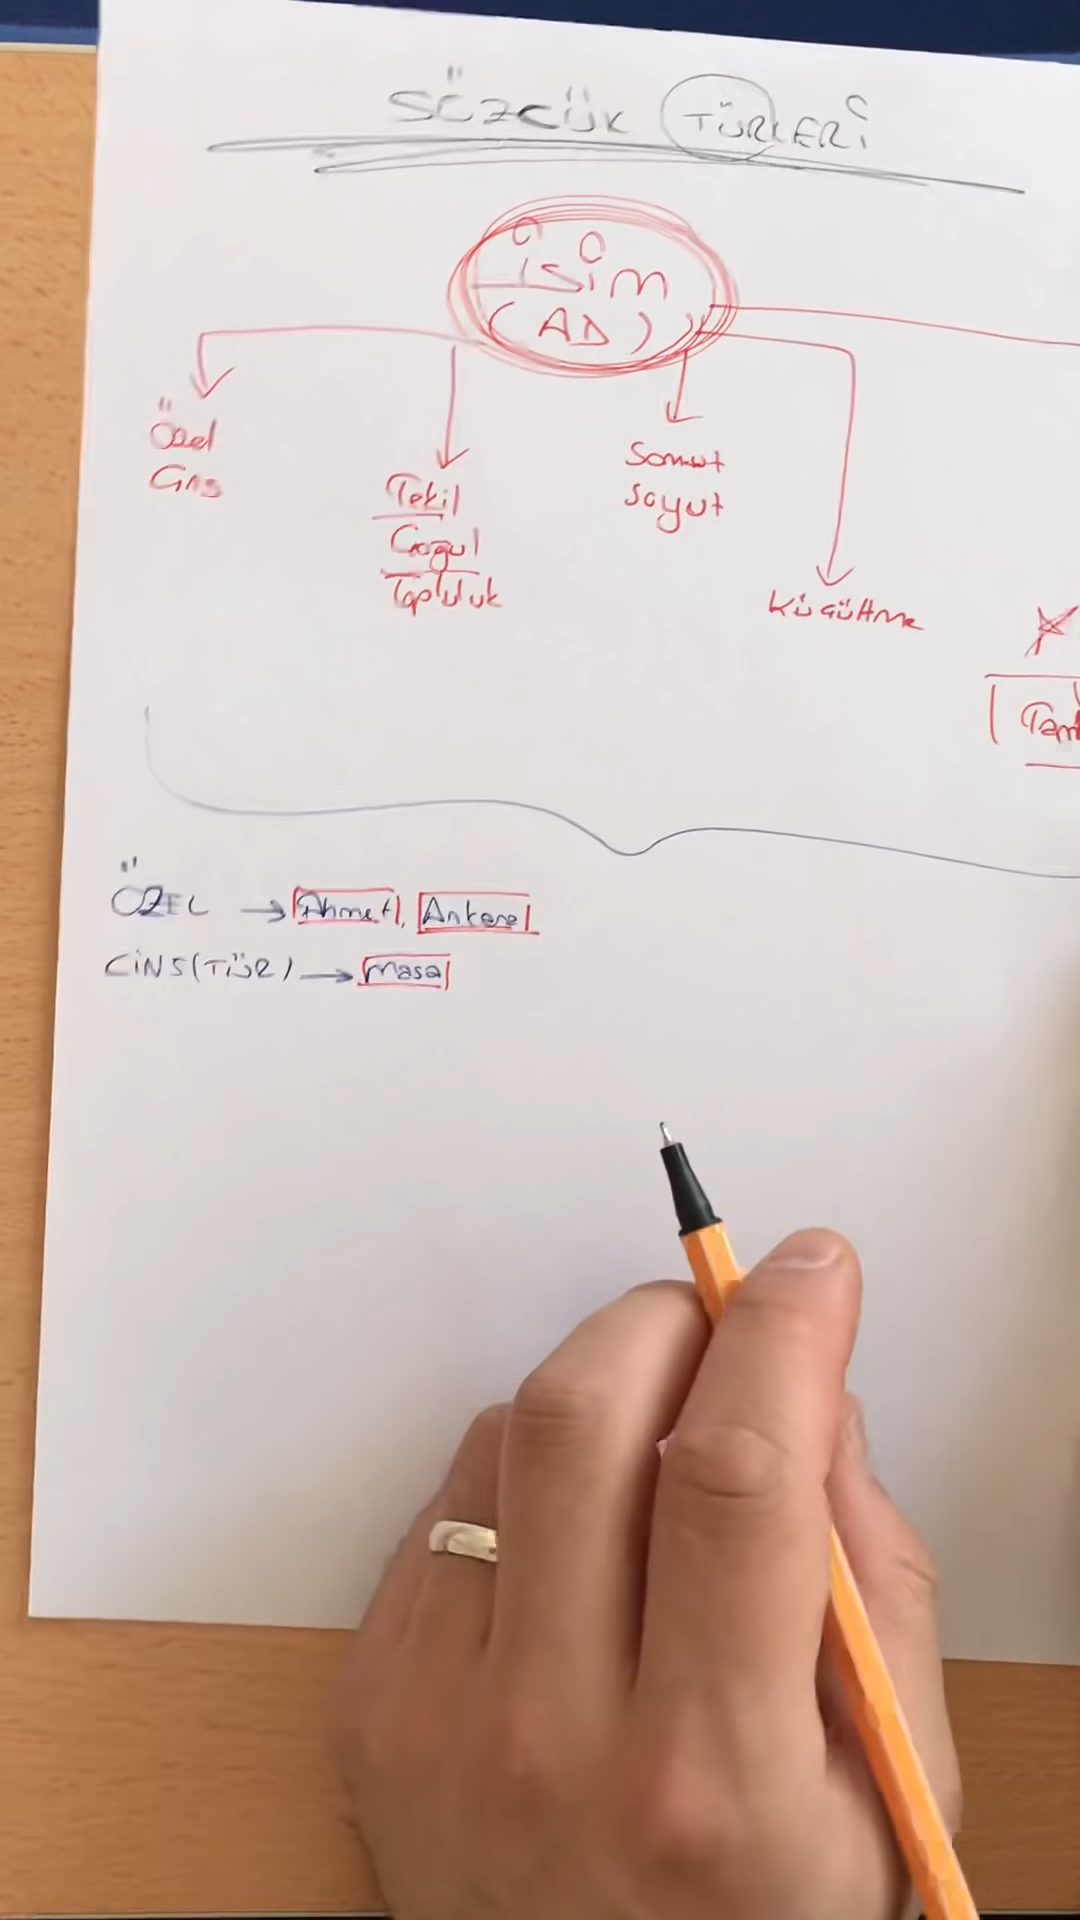 SÖZCÜK TÜRLERİ
İSİM
(AD)
Özel
Cins
Tekil
Çoğul
Topluluk
Somut
Soyut
Küçültme
ÖZEL → Ahmet, Ankara
CİNS(TÜR) → masa